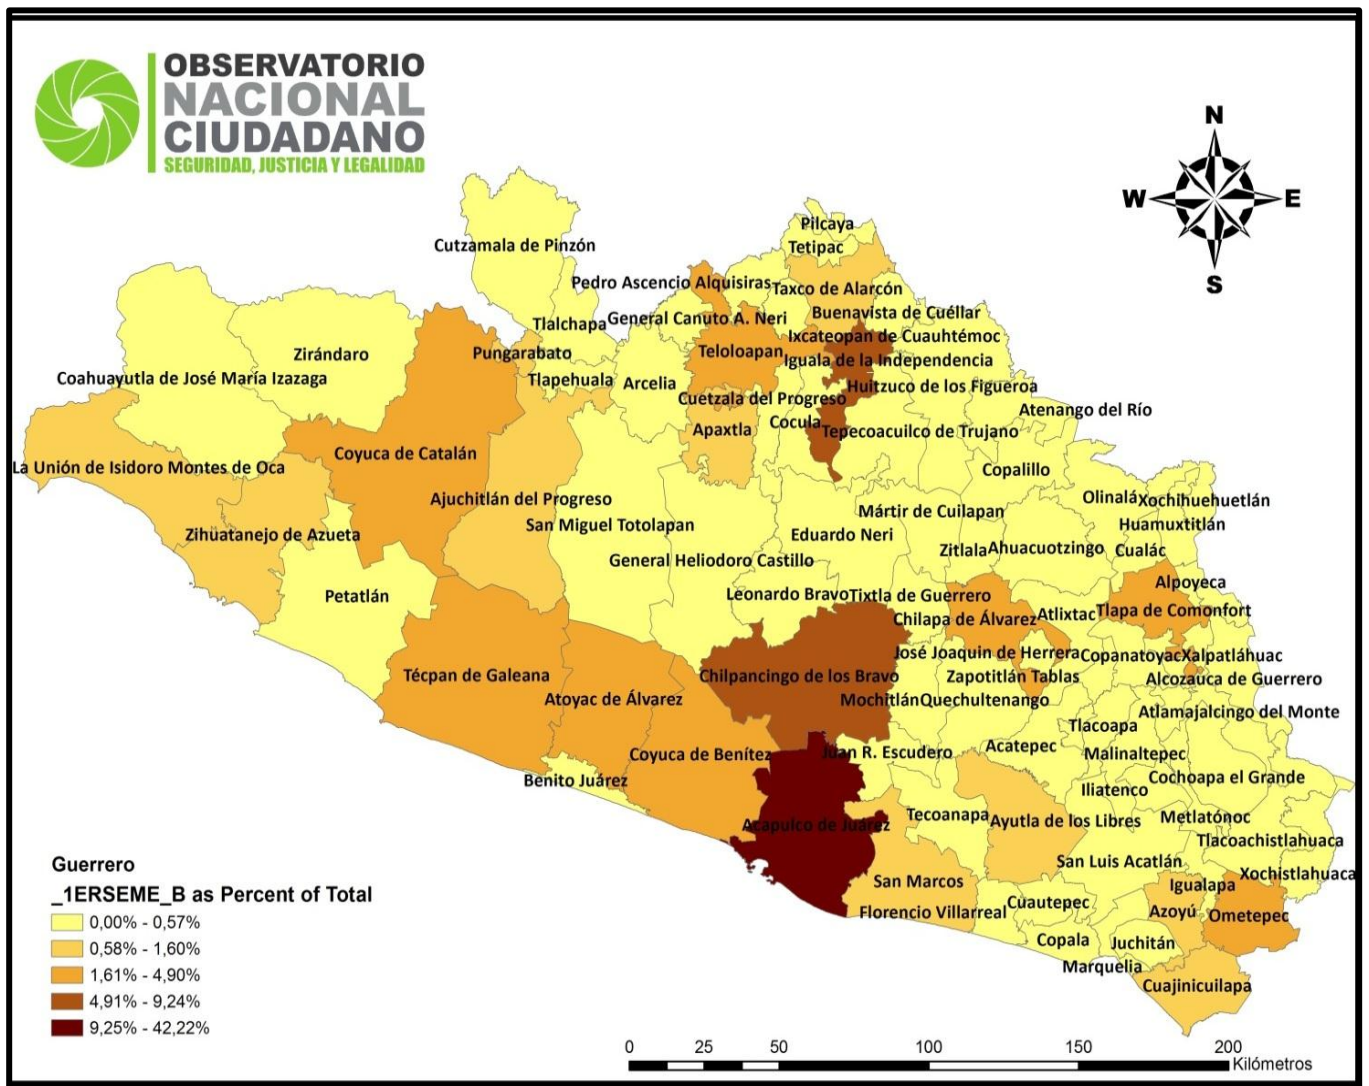 OBSERVATORIO
NACIONAL
CIUDADANO
SEGURIDAD, JUSTICIA Y LEGALIDAD
N
W
E
S
Pilcaya
Cutzamala de Pinzón
Tetipac
Pedro Ascencio Alquisiras
Taxco de Alarcón
Buenavista de Cuéllar
Tlalchapa
General Canuto A. Neri
Ixcateopan de Cuauhtémoc
Zirándaro
Pungarabato
Teloloapan
Iguala de la Independencia
Coahuayutla de José María Izazaga
Tlapehuala
Arcelia
Huitzuco de los Figueroa
Cuetzala del Progreso
Atenango del Río
Apaxtla
Cocula
Tepecoacuilco de Trujano
Coyuca de Catalán
La Unión de Isidoro Montes de Oca
Copalillo
Ajuchitlán del Progreso
Olinalá
Xochihuehuetlán
Mártir de Cuilapan
San Miguel Totolapan
Huamuxtitlán
Zihuatanejo de Azueta
Eduardo Neri
Zitlala
Ahuacuotzingo
Cualác
General Heliodoro Castillo
Alpoyeca
Petatlán
Leonardo Bravo
Tixtla de Guerrero
Chilapa de Álvarez
Atlixtac
Tlapa de Comonfort
José Joaquin de Herrera
Copanatoyac
Xalpatláhuac
Técpan de Galeana
Chilpancingo de los Bravo
Zapotitlán Tablas
Alcozauca de Guerrero
Atoyac de Álvarez
Mochitlán
Quechultenango
Atlamajalcingo del Monte
Tlacoapa
Coyuca de Benítez
Juan R. Escudero
Acatepec
Malinaltepec
Benito Juárez
Cochoapa el Grande
Iliatenco
Acapulco de Juárez
Tecoanapa
Ayutla de los Libres
Metlatónoc
Tlacoachistlahuaca
San Luis Acatlán
Xochistlahuaca
San Marcos
Igualapa
Florencio Villarreal
Cuautepec
Azoyú
Ometepec
Copala
Juchitán
Marquelia
Cuajinicuilapa
Guerrero
_1ERSEME_B as Percent of Total
0,00% - 0,57%
0,58% - 1,60%
1,61% - 4,90%
4,91% - 9,24%
9,25% - 42,22%
0 25 50 100 150 200
Kilómetros